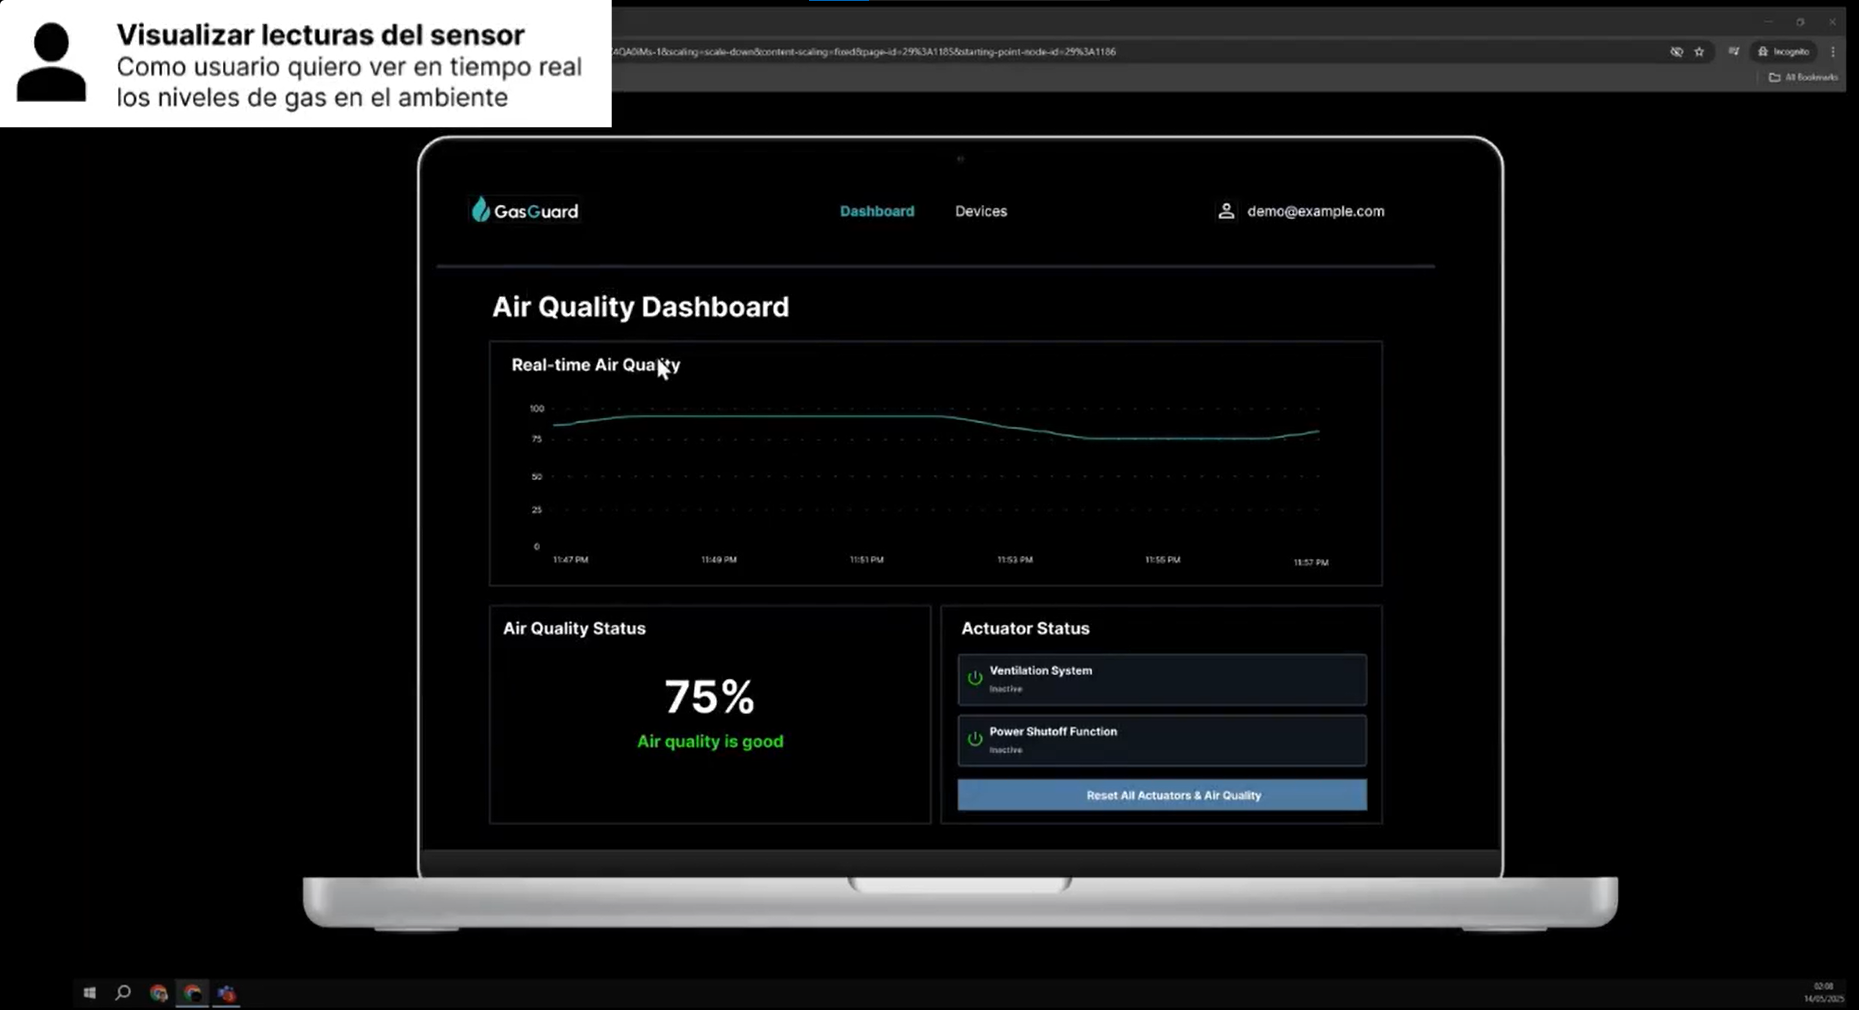 Visualizar lecturas del sensor
Como usuario quiero ver en tiempo real
los niveles de gas en el ambiente
4QA0iMs-1&scaling=scale-down&content-scaling=fixed&page-id=29%3A1185&starting-point-node-id=29%3A1186
Incognito
All Bookmarks
GasGuard
Dashboard
Devices
demo@example.com
Air Quality Dashboard
Real-time Air Quality
100
75
50
25
0
11:47 PM
11:49 PM
11:51 PM
11:53 PM
11:55 PM
11:57 PM
Air Quality Status
75%
Air quality is good
Actuator Status
Ventilation System
Inactive
Power Shutoff Function
Inactive
Reset All Actuators & Air Quality
02:08
14/05/2025